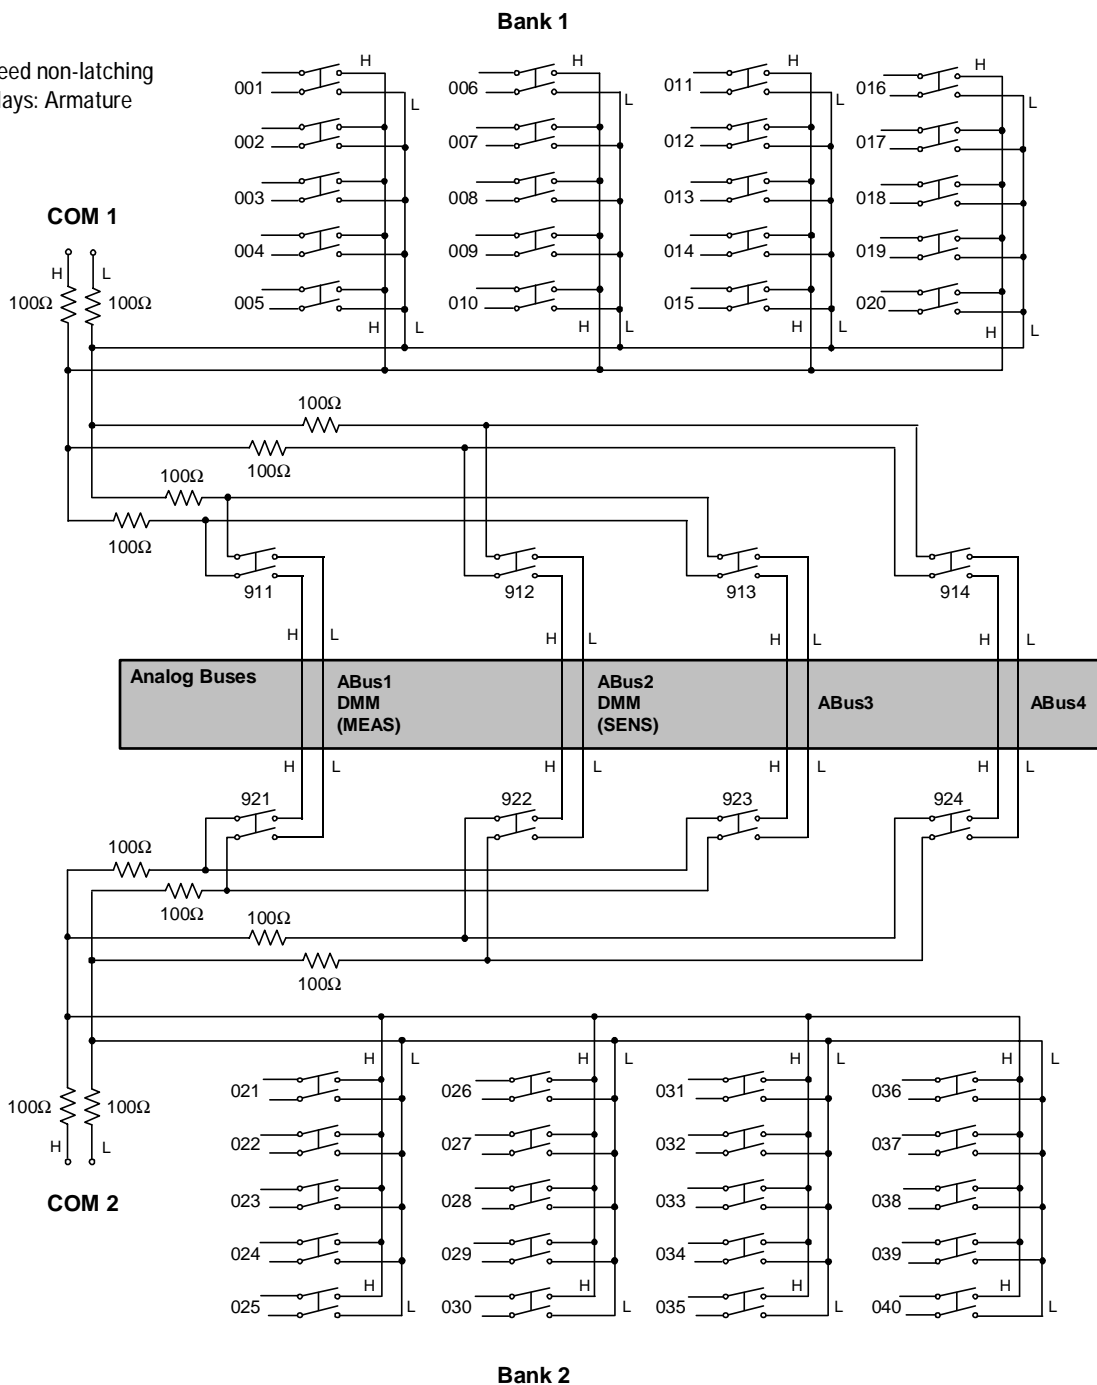 Bank 1
eed non-latching
lays: Armature
H
H
H
H
001
006
011
016
L
L
L
L
002
007
012
017
003
008
013
018
COM 1
004
009
014
019
H
L
100Ω
100Ω
005
010
015
020
H
L
H
L
H
L
H
L
100Ω
100Ω
100Ω
100Ω
911
912
913
914
H
L
H
L
H
L
H
L
Analog Buses
ABus1
DMM
(MEAS)
ABus2
DMM
(SENS)
ABus3
ABus4
H
L
H
L
H
L
H
L
921
922
923
924
100Ω
100Ω
100Ω
100Ω
H
L
H
L
H
L
H
L
021
026
031
036
100Ω
100Ω
022
027
032
037
H
L
023
028
033
038
COM 2
024
029
034
039
H
H
H
H
025
030
035
040
L
L
L
L
Bank 2